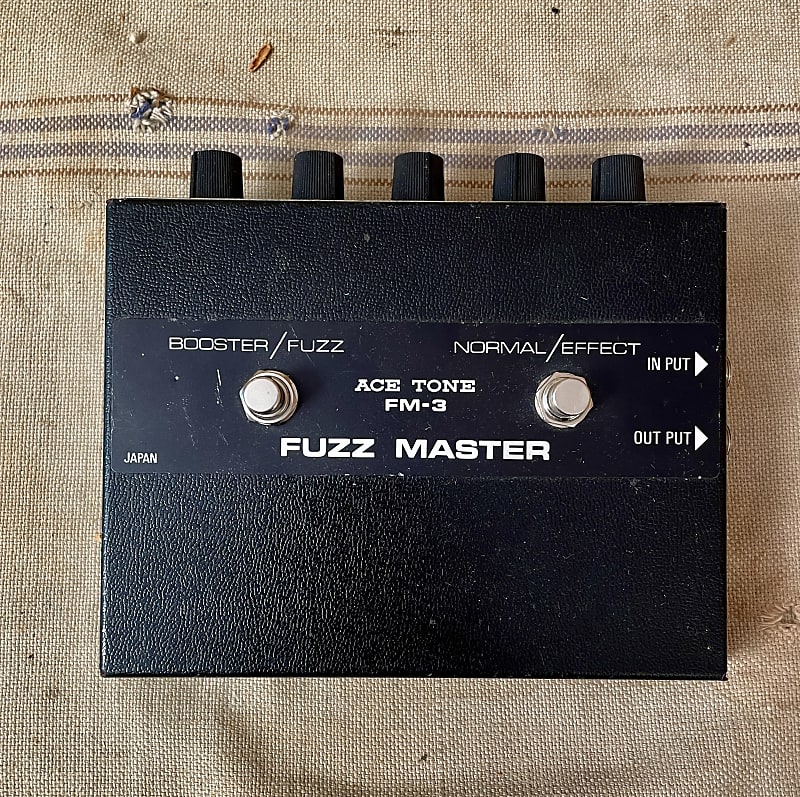 BOOSTER/FUZZ
NORMAL/EFFECT
IN PUT
ACE TONE
FM-3
OUT PUT
FUZZ MASTER
JAPAN